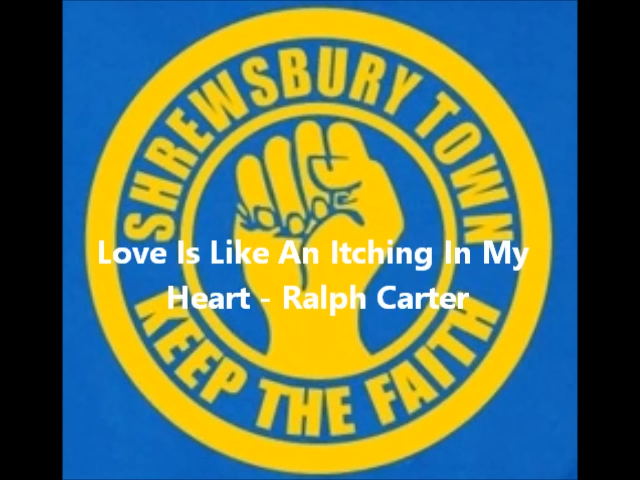 SHREWSBURY TOWN
Love Is Like An Itching In My
Heart - Ralph Carter
KEEP THE FAITH